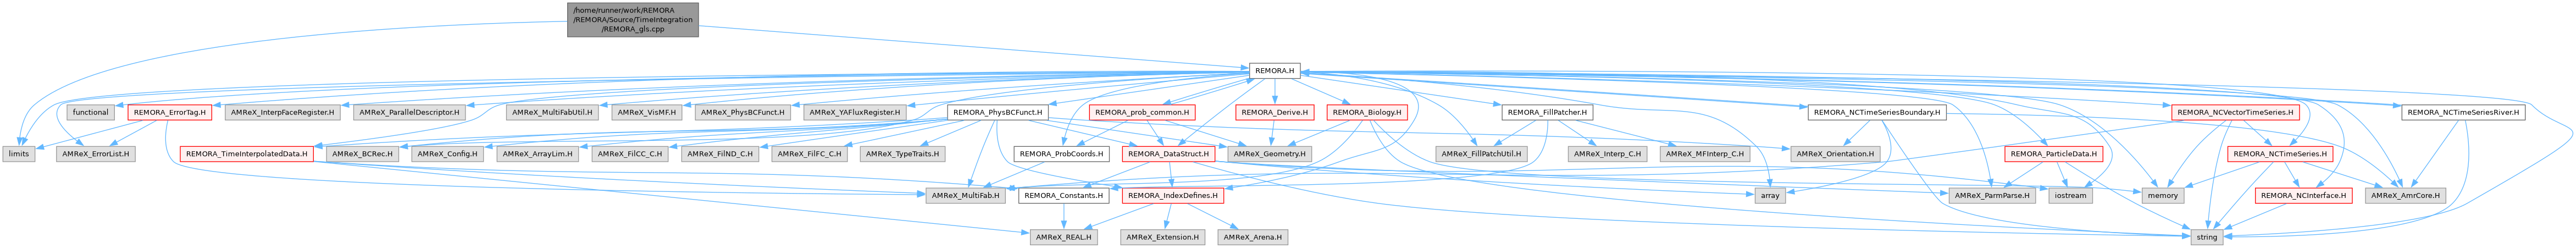 /home/runner/work/REMORA
/REMORA/Source/TimeIntegration
/REMORA_gls.cpp
REMORA.H
functional
REMORA_ErrorTag.H
AMReX_InterpFaceRegister.H
AMReX_ParallelDescriptor.H
AMReX_MultiFabUtil.H
AMReX_VisMF.H
AMReX_PhysBCFunct.H
AMReX_YAFluxRegister.H
REMORA_PhysBCFunct.H
REMORA_prob_common.H
REMORA_Derive.H
REMORA_Biology.H
REMORA_FillPatcher.H
REMORA_NCTimeSeriesBoundary.H
REMORA_NCVectorTimeSeries.H
REMORA_NCTimeSeriesRiver.H
limits
AMReX_ErrorList.H
REMORA_TimeInterpolatedData.H
AMReX_BCRec.H
AMReX_Config.H
AMReX_ArrayLim.H
AMReX_FilCC_C.H
AMReX_FilND_C.H
AMReX_FilFC_C.H
AMReX_TypeTraits.H
REMORA_ProbCoords.H
REMORA_DataStruct.H
AMReX_Geometry.H
AMReX_FillPatchUtil.H
AMReX_Interp_C.H
AMReX_MFInterp_C.H
AMReX_Orientation.H
REMORA_ParticleData.H
REMORA_NCTimeSeries.H
AMReX_MultiFab.H
REMORA_Constants.H
REMORA_IndexDefines.H
array
AMReX_ParmParse.H
iostream
memory
REMORA_NCInterface.H
AMReX_AmrCore.H
AMReX_REAL.H
AMReX_Extension.H
AMReX_Arena.H
string